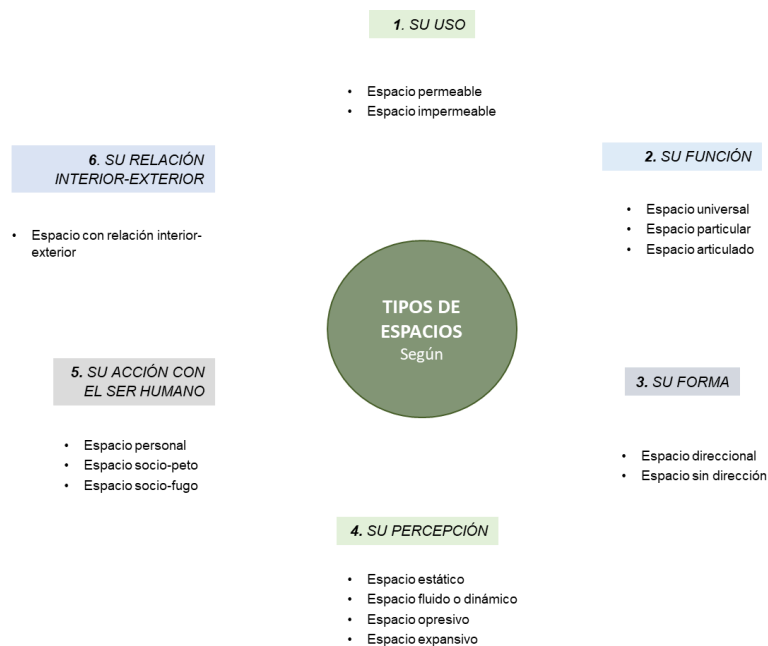 1. SU USO
• Espacio permeable
• Espacio impermeable
2. SU FUNCIÓN
• Espacio universal
• Espacio particular
• Espacio articulado
3. SU FORMA
• Espacio direccional
• Espacio sin dirección
4. SU PERCEPCIÓN
• Espacio estático
• Espacio fluido o dinámico
• Espacio opresivo
• Espacio expansivo
5. SU ACCIÓN CON
EL SER HUMANO
• Espacio personal
• Espacio socio-peto
• Espacio socio-fugo
6. SU RELACIÓN
INTERIOR-EXTERIOR
• Espacio con relación interior-
exterior
TIPOS DE
ESPACIOS
Según